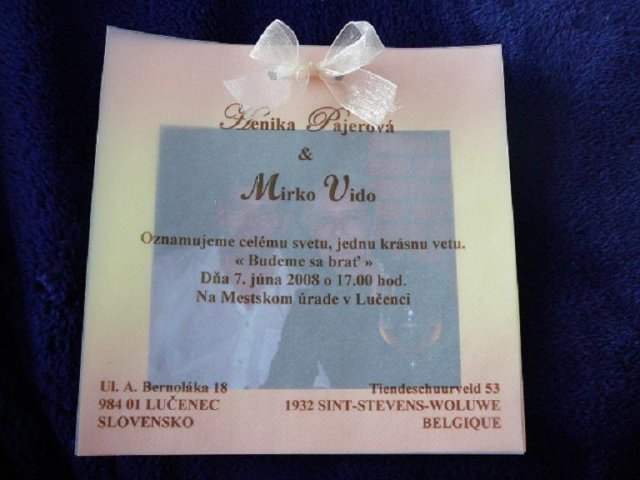 Henika Pajerová
&
Mirko Vido
Oznamujeme celému svetu, jednu krásnu vetu.
« Budeme sa brať »
Dňa 7. júna 2008 o 17.00 hod.
Na Mestskom úrade v Lučenci
Ul. A. Bernoláka 18
984 01 LUČENEC
SLOVENSKO
Tiendeschuurveld 53
1932 SINT-STEVENS-WOLUWE
BELGIQUE